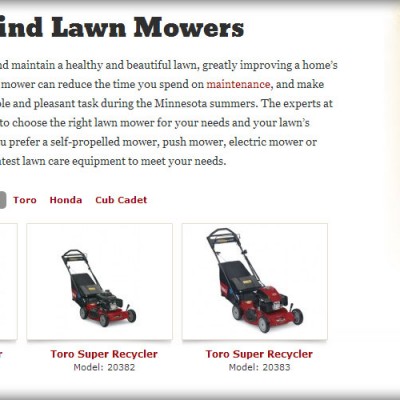 ind Lawn Mowers
nd maintain a healthy and beautiful lawn, greatly improving a home's
mower can reduce the time you spend on maintenance, and make
ple and pleasant task during the Minnesota summers. The experts at
to choose the right lawn mower for your needs and your lawn's
u prefer a self-propelled mower, push mower, electric mower or
atest lawn care equipment to meet your needs.
Toro Honda Cub Cadet
r Toro Super Recycler Toro Super Recycler
Model: 20382 Model: 20383